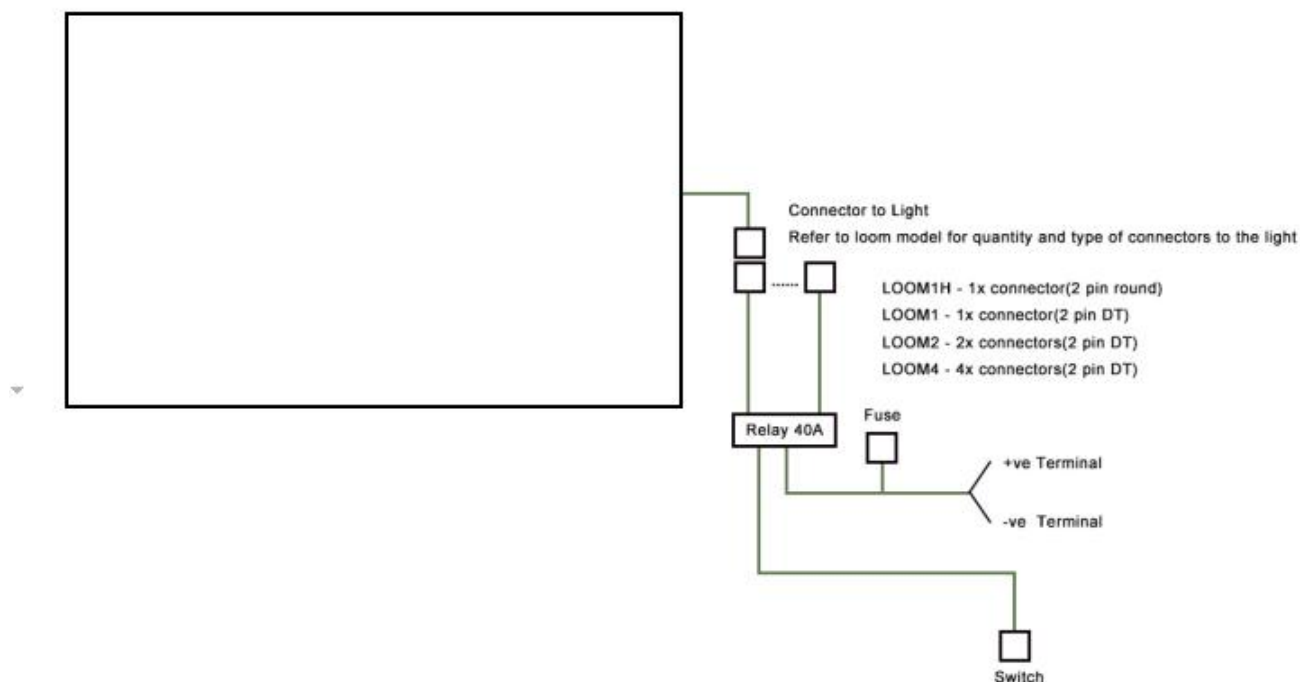 Connector to Light
Refer to loom model for quantity and type of connectors to the light
LOOM1H - 1x connector(2 pin round)
LOOM1 - 1x connector(2 pin DT)
LOOM2 - 2x connectors(2 pin DT)
LOOM4 - 4x connectors(2 pin DT)
Fuse
Relay 40A
+ve Terminal
-ve Terminal
Switch